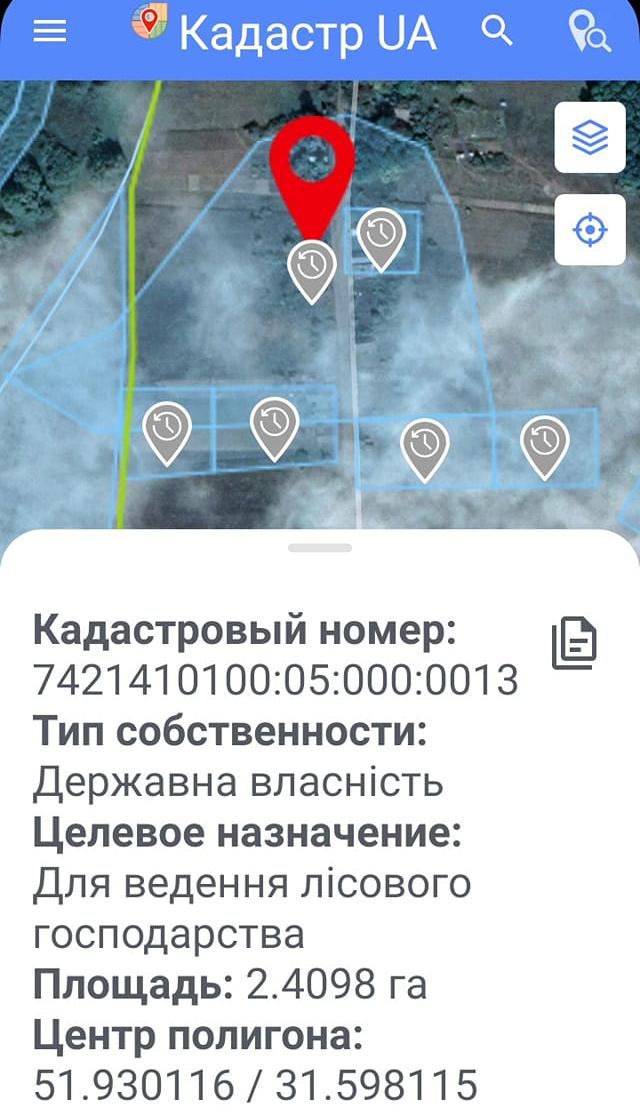 Кадастр UA
Кадастровый номер:
7421410100:05:000:0013
Тип собственности:
Державна власність
Целевое назначение:
Для ведення лісового
господарства
Площадь: 2.4098 га
Центр полигона:
51.930116 / 31.598115